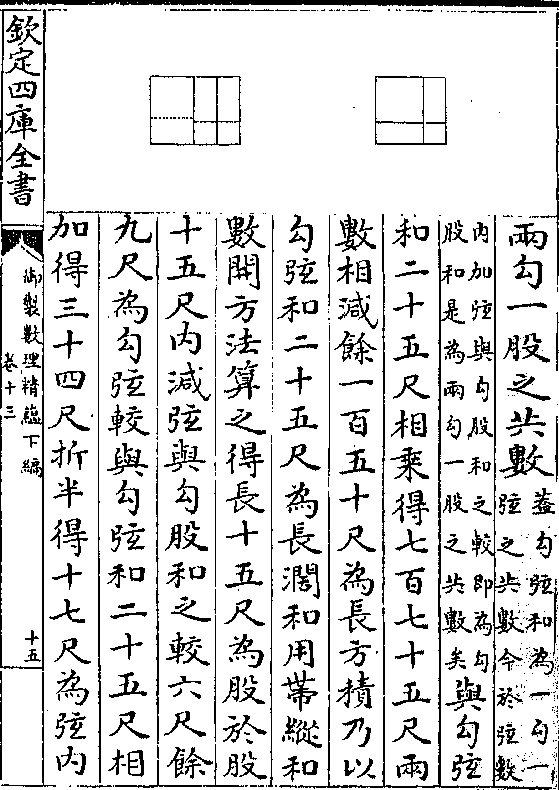 兩勾一股之共數葢勾弦和為一勾一
弦之共數今於弦數
內加弦與勾股和之較即為勾
股和是為兩勾一股之共數矣與勾弦
和二十五尺相乘得七百七十五尺兩
數相減餘一百五十尺為長方積乃以
勾弦和二十五尺為長濶和用帶縱和
數開方法算之得長十五尺為股於股
十五尺內減弦與勾股和之較六尺餘
九尺為勾弦較與勾弦和二十五尺相
加得三十四尺折半得十七尺為弦內
欽定四庫全書
御製數理精蘊下編
卷十三
十五